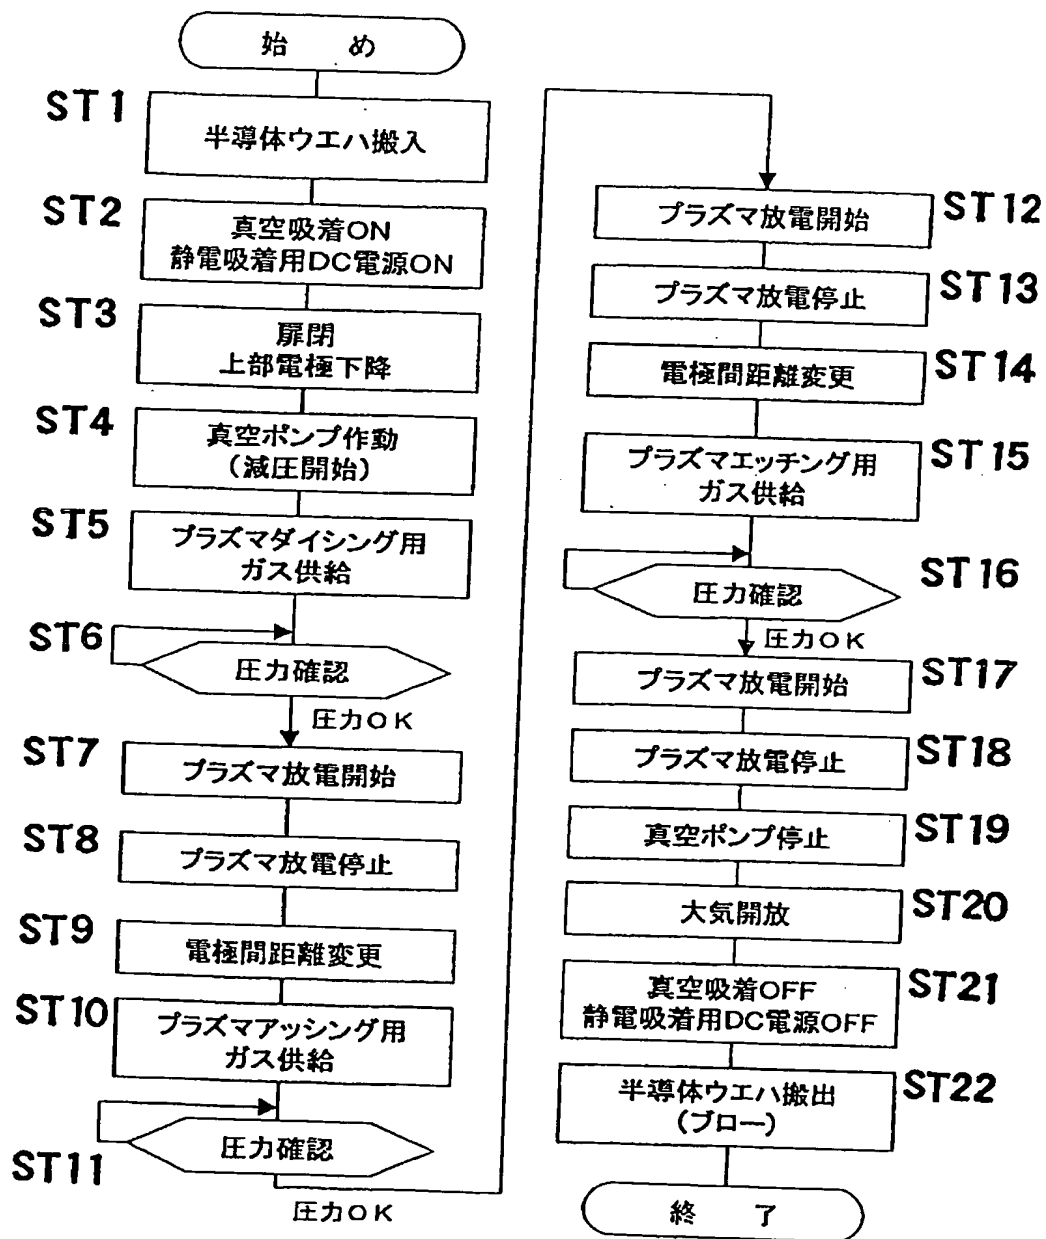 始 め
ST1
半導体ウエハ搬入
ST2
真空吸着ON
静電吸着用DC電源ON
ST3
扉閉
上部電極下降
ST4
真空ポンプ作動
(減圧開始)
ST5
プラズマダイシング用
ガス供給
ST6
圧力確認
圧力OK
ST7
プラズマ放電開始
ST8
プラズマ放電停止
ST9
電極間距離変更
ST10
プラズマアッシング用
ガス供給
ST11
圧力確認
圧力OK
プラズマ放電開始
ST12
プラズマ放電停止
ST13
電極間距離変更
ST14
プラズマエッチング用
ガス供給
ST15
圧力確認
ST16
圧力OK
プラズマ放電開始
ST17
プラズマ放電停止
ST18
真空ポンプ停止
ST19
大気開放
ST20
真空吸着OFF
静電吸着用DC電源OFF
ST21
半導体ウエハ搬出
(ブロー)
ST22
終 了